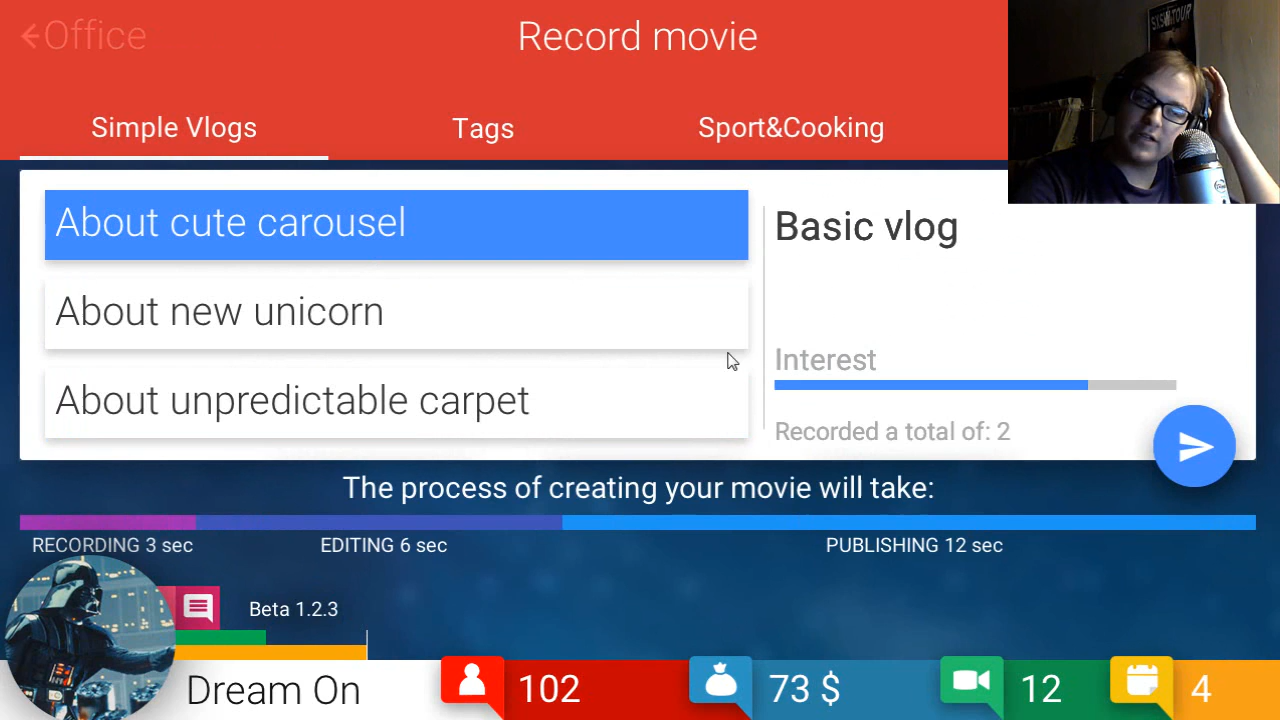 Office
Record movie
Simple Vlogs
Tags
Sport&Cooking
About cute carousel
About new unicorn
About unpredictable carpet
Basic vlog
Interest
Recorded a total of: 2
The process of creating your movie will take:
RECORDING 3 sec
EDITING 6 sec
PUBLISHING 12 sec
Beta 1.2.3
Dream On
102
73 $
12
4